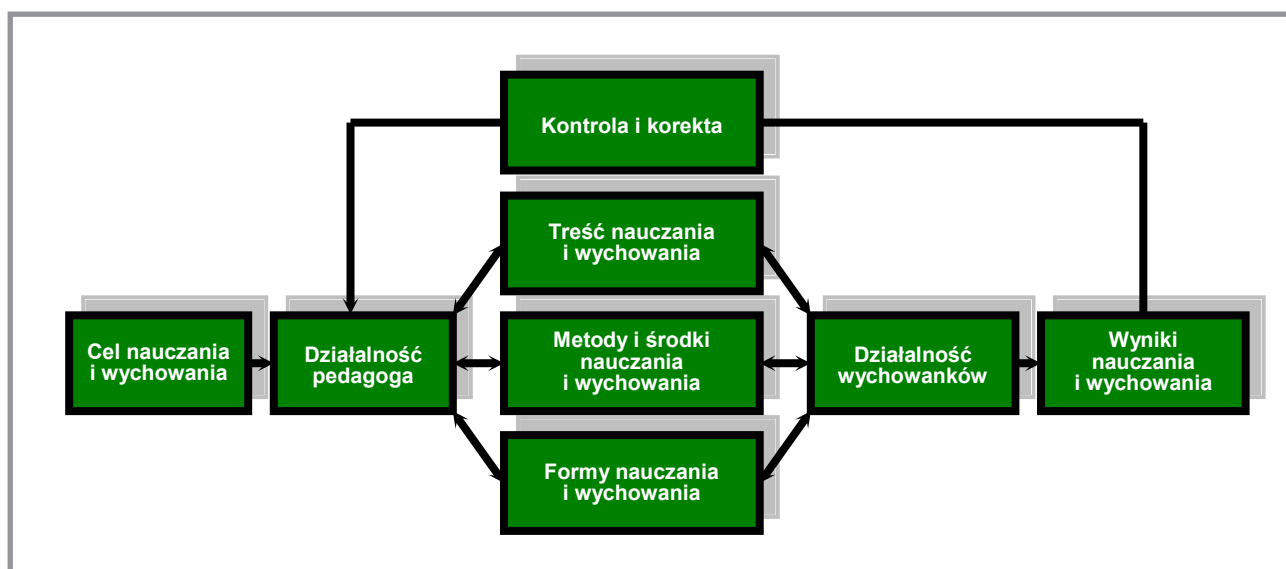 Kontrola i korekta
Treść nauczania
i wychowania
Cel nauczania
i wychowania
Działalność
pedagoga
Metody i środki
nauczania
i wychowania
Działalność
wychowanków
Wyniki
nauczania
i wychowania
Formy nauczania
i wychowania